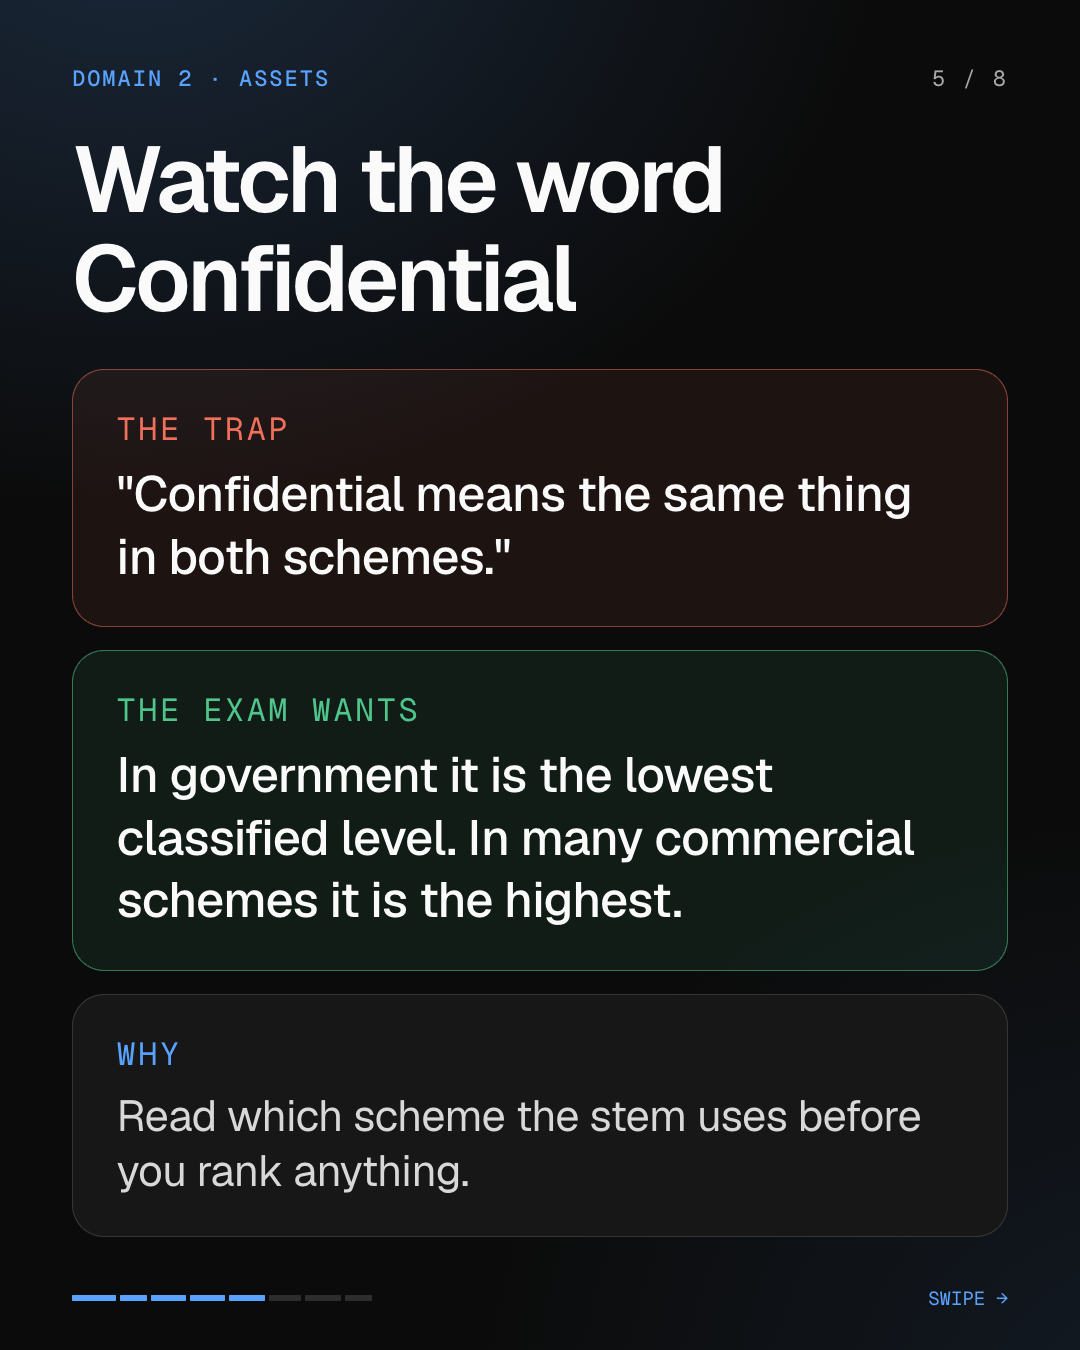 DOMAIN 2 · ASSETS
5 / 8
Watch the word
Confidential
THE TRAP
"Confidential means the same thing
in both schemes."
THE EXAM WANTS
In government it is the lowest
classified level. In many commercial
schemes it is the highest.
WHY
Read which scheme the stem uses before
you rank anything.
SWIPE →